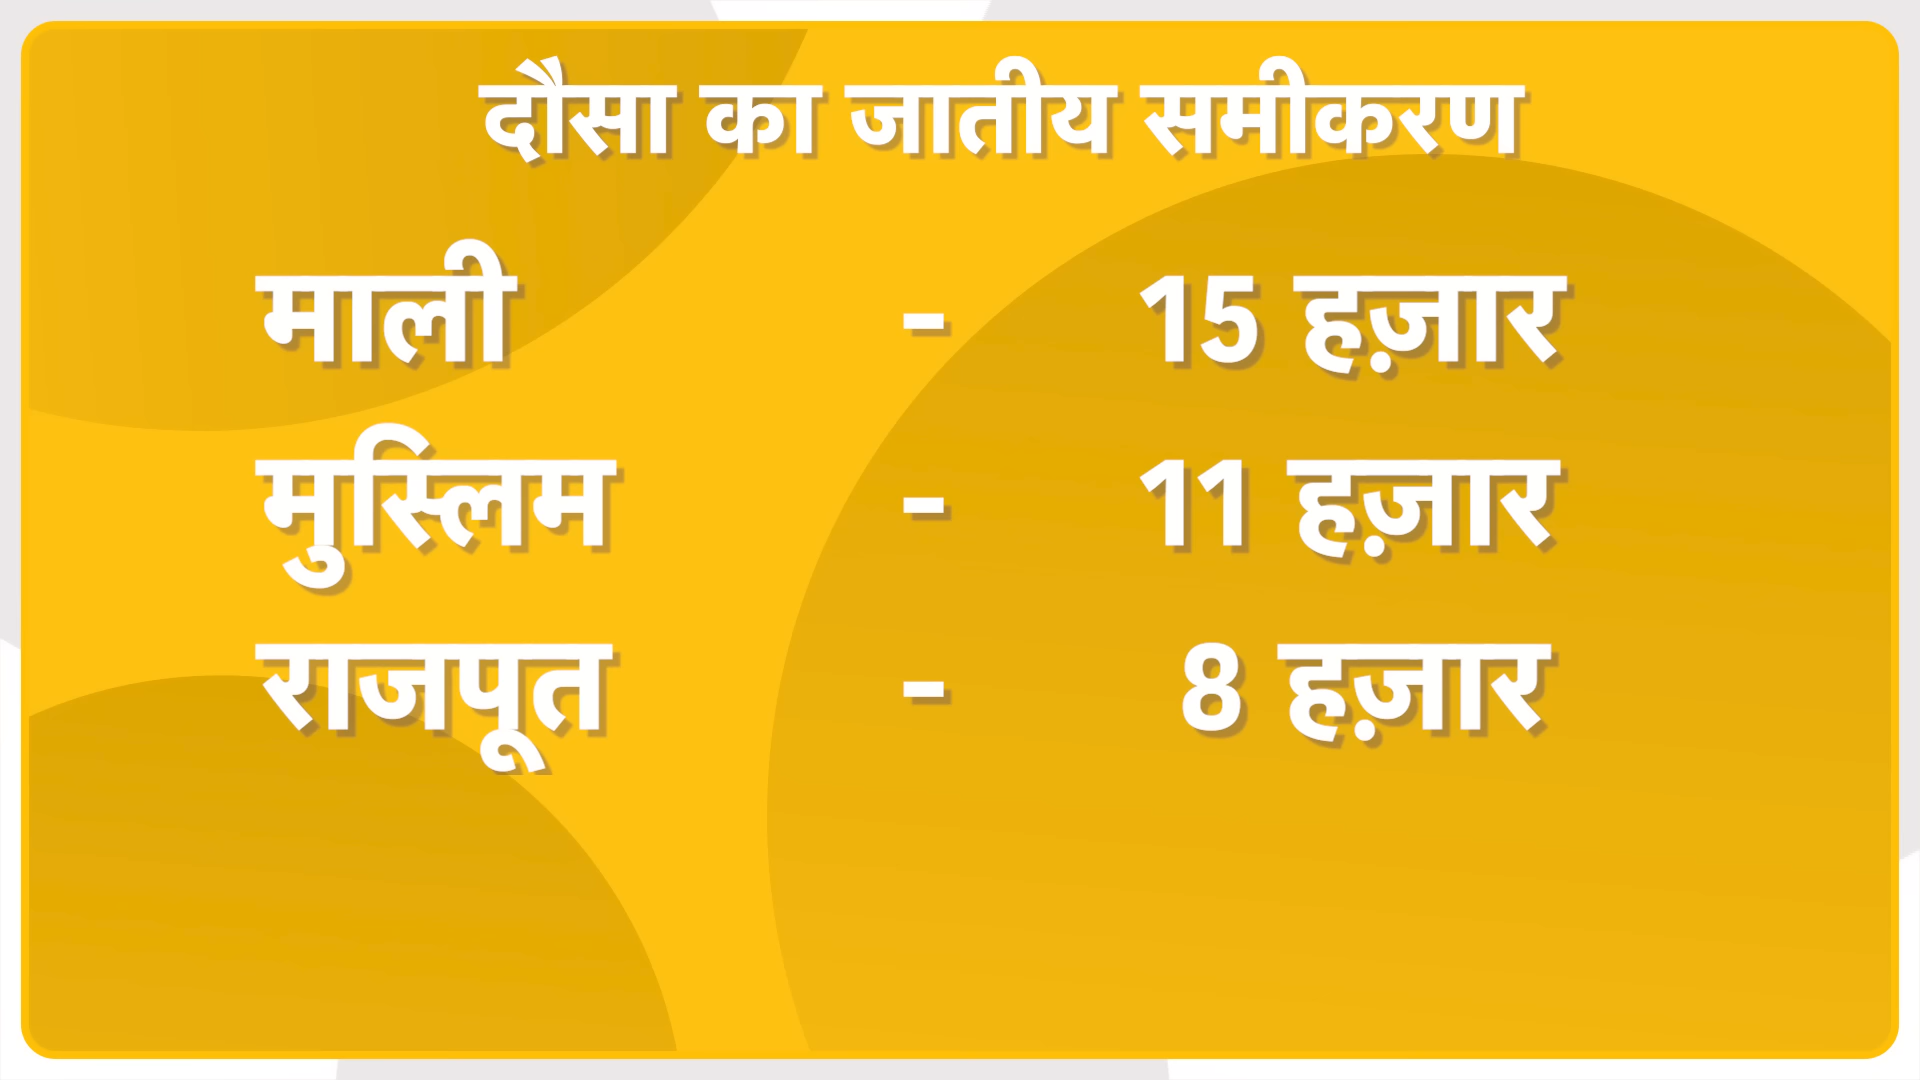 दौसा का जातीय समीकरण
माली - 15 हज़ार
मुस्लिम - 11 हज़ार
राजपूत - 8 हज़ार